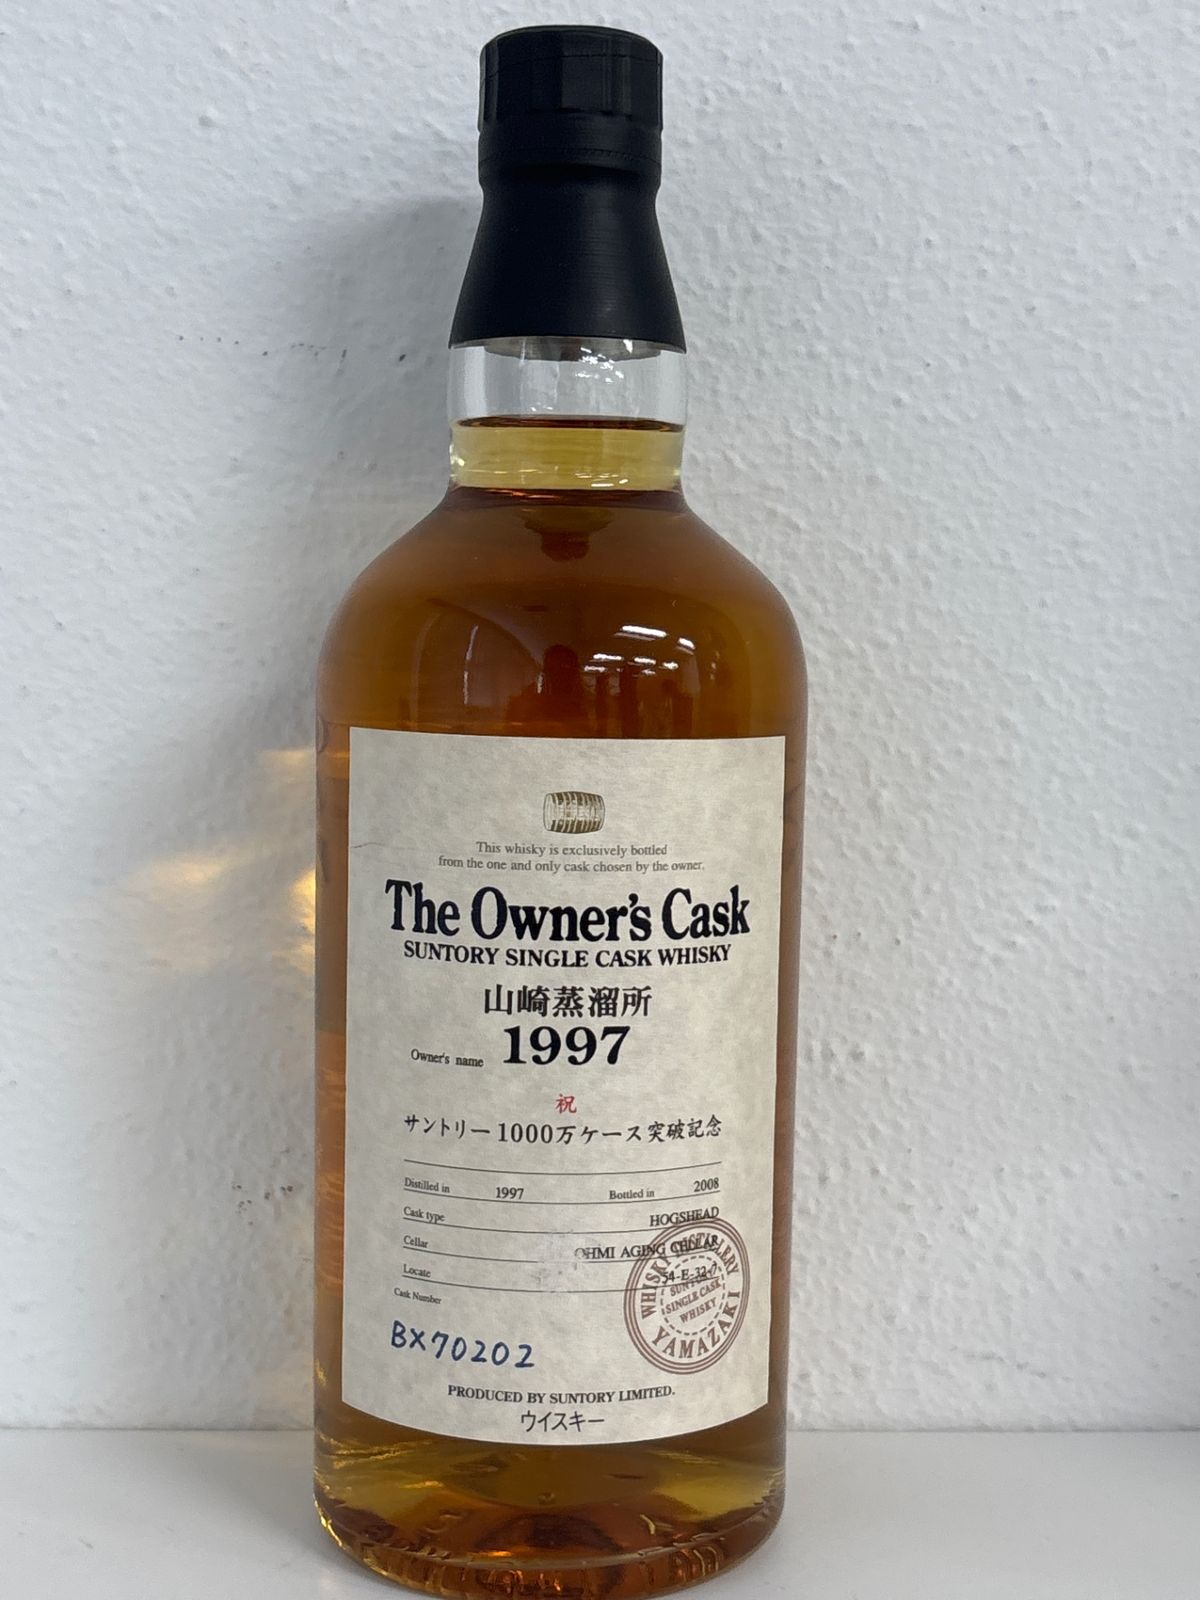 This whisky is exclusively bottled
from the one and only cask chosen by the owner.
The Owner's Cask
SUNTORY SINGLE CASK WHISKY
山崎蒸溜所
1997
Owner's name
祝
サントリー1000万ケース突破記念
Distilled in 1997 Bottled in 2008
Cask type HOGSHEAD
Cellar OHMI AGING CELLAR
Locate 54-E-32-7
Cask Number
BX70202
WHISKY DISTILLERY
SUNTORY
SINGLE CASK
WHISKY
YAMAZAKI
PRODUCED BY SUNTORY LIMITED.
ウイスキー